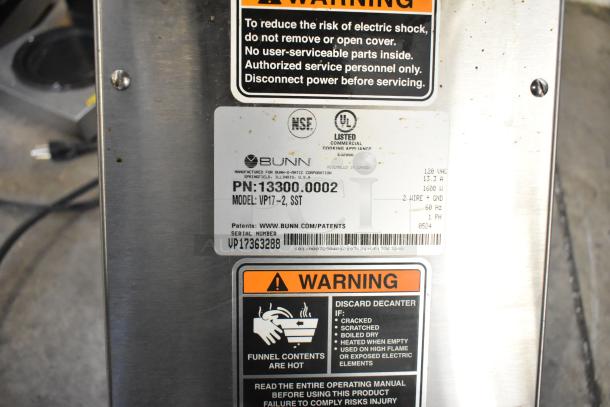 WARNING
To reduce the risk of electric shock,
do not remove or open cover.
No user-serviceable parts inside.
Authorized service personnel only.
Disconnect power before servicing.
NSF
UL
LISTED
COMMERCIAL
COOKING APPLIANCE
BUNN
MANUFACTURED FOR BUNN-O-MATIC CORPORATION
SPRINGFIELD, ILLINOIS, U.S.A
PN:13300.0002
MODEL: VP17-2, SST
120 VAC
13.3 A
1600 W
2 WIRE + GND
60 Hz
1 PH
0524
Patents: WWW.BUNN.COM/PATENTS
SERIAL NUMBER
VP17363288
WARNING
FUNNEL CONTENTS
ARE HOT
DISCARD DECANTER
IF:
• CRACKED
• SCRATCHED
• BOILED DRY
• HEATED WHEN EMPTY
• USED ON HIGH FLAME
OR EXPOSED ELECTRIC
ELEMENTS
READ THE ENTIRE OPERATING MANUAL
BEFORE USING THIS PRODUCT
FAILURE TO COMPLY RISKS INJURY